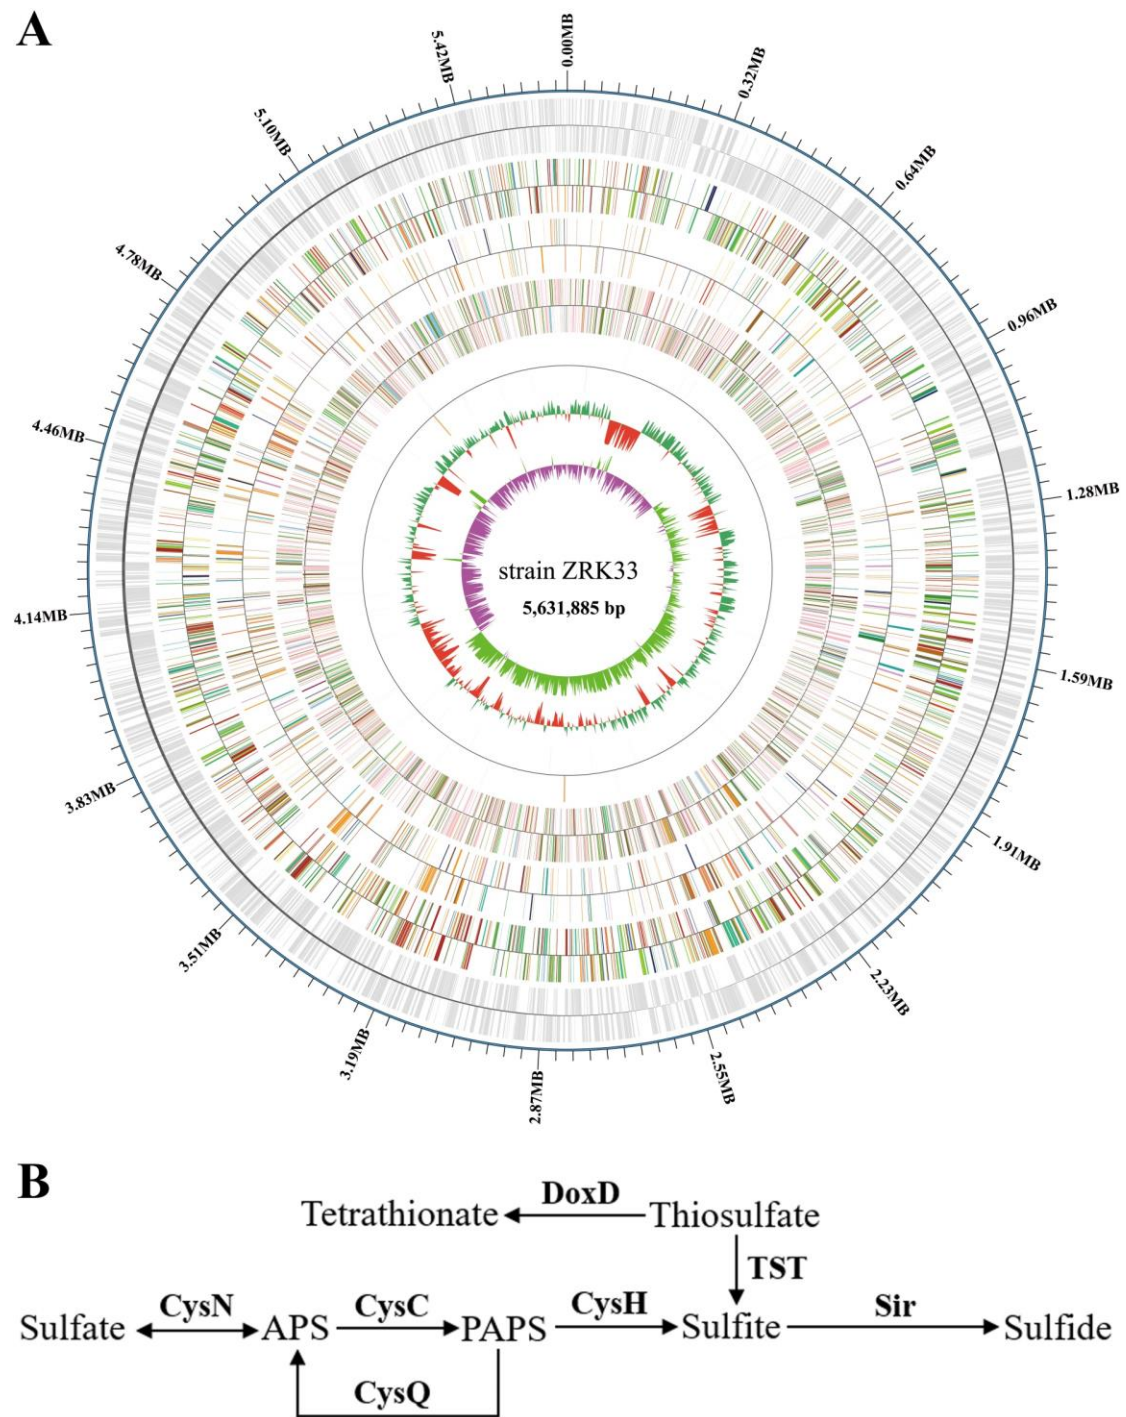 A
0.00MB
0.32MB
0.64MB
0.96MB
1.28MB
1.59MB
1.91MB
2.23MB
2.55MB
2.87MB
3.19MB
3.51MB
3.83MB
4.14MB
4.46MB
4.78MB
5.10MB
5.42MB
strain ZRK33
5,631,885 bp
B
DoxD
Tetrathionate Thiosulfate
TST
CysN CysC CysH Sir
Sulfate APS PAPS Sulfite Sulfide
CysQ